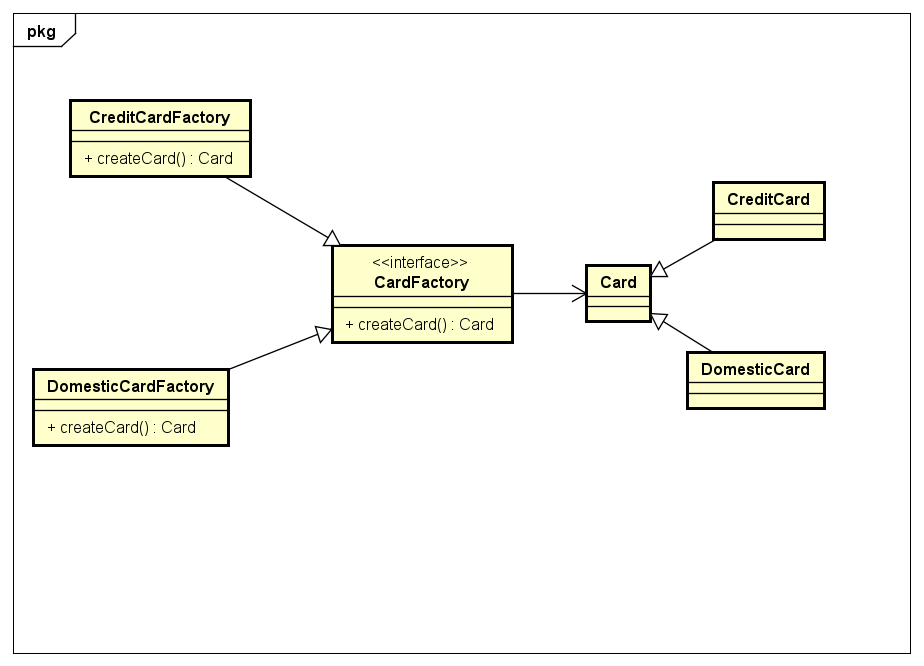 pkg
CreditCardFactory
+ createCard() : Card
<<interface>>
CardFactory
+ createCard() : Card
DomesticCardFactory
+ createCard() : Card
Card
CreditCard
DomesticCard